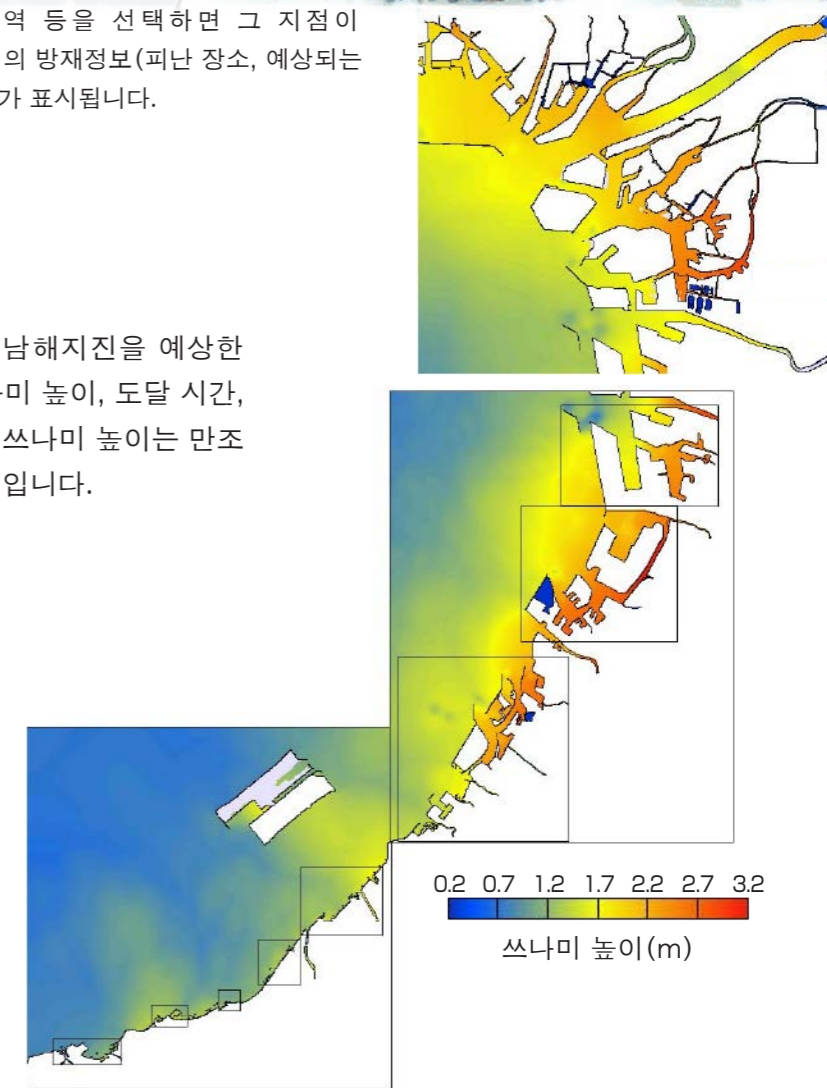 역 등을 선택하면 그 지점이
의 방재정보(피난 장소, 예상되는
가 표시됩니다.
남해지진을 예상한
미 높이, 도달 시간,
쓰나미 높이는 만조
입니다.
0.2 0.7 1.2 1.7 2.2 2.7 3.2
쓰나미 높이(m)